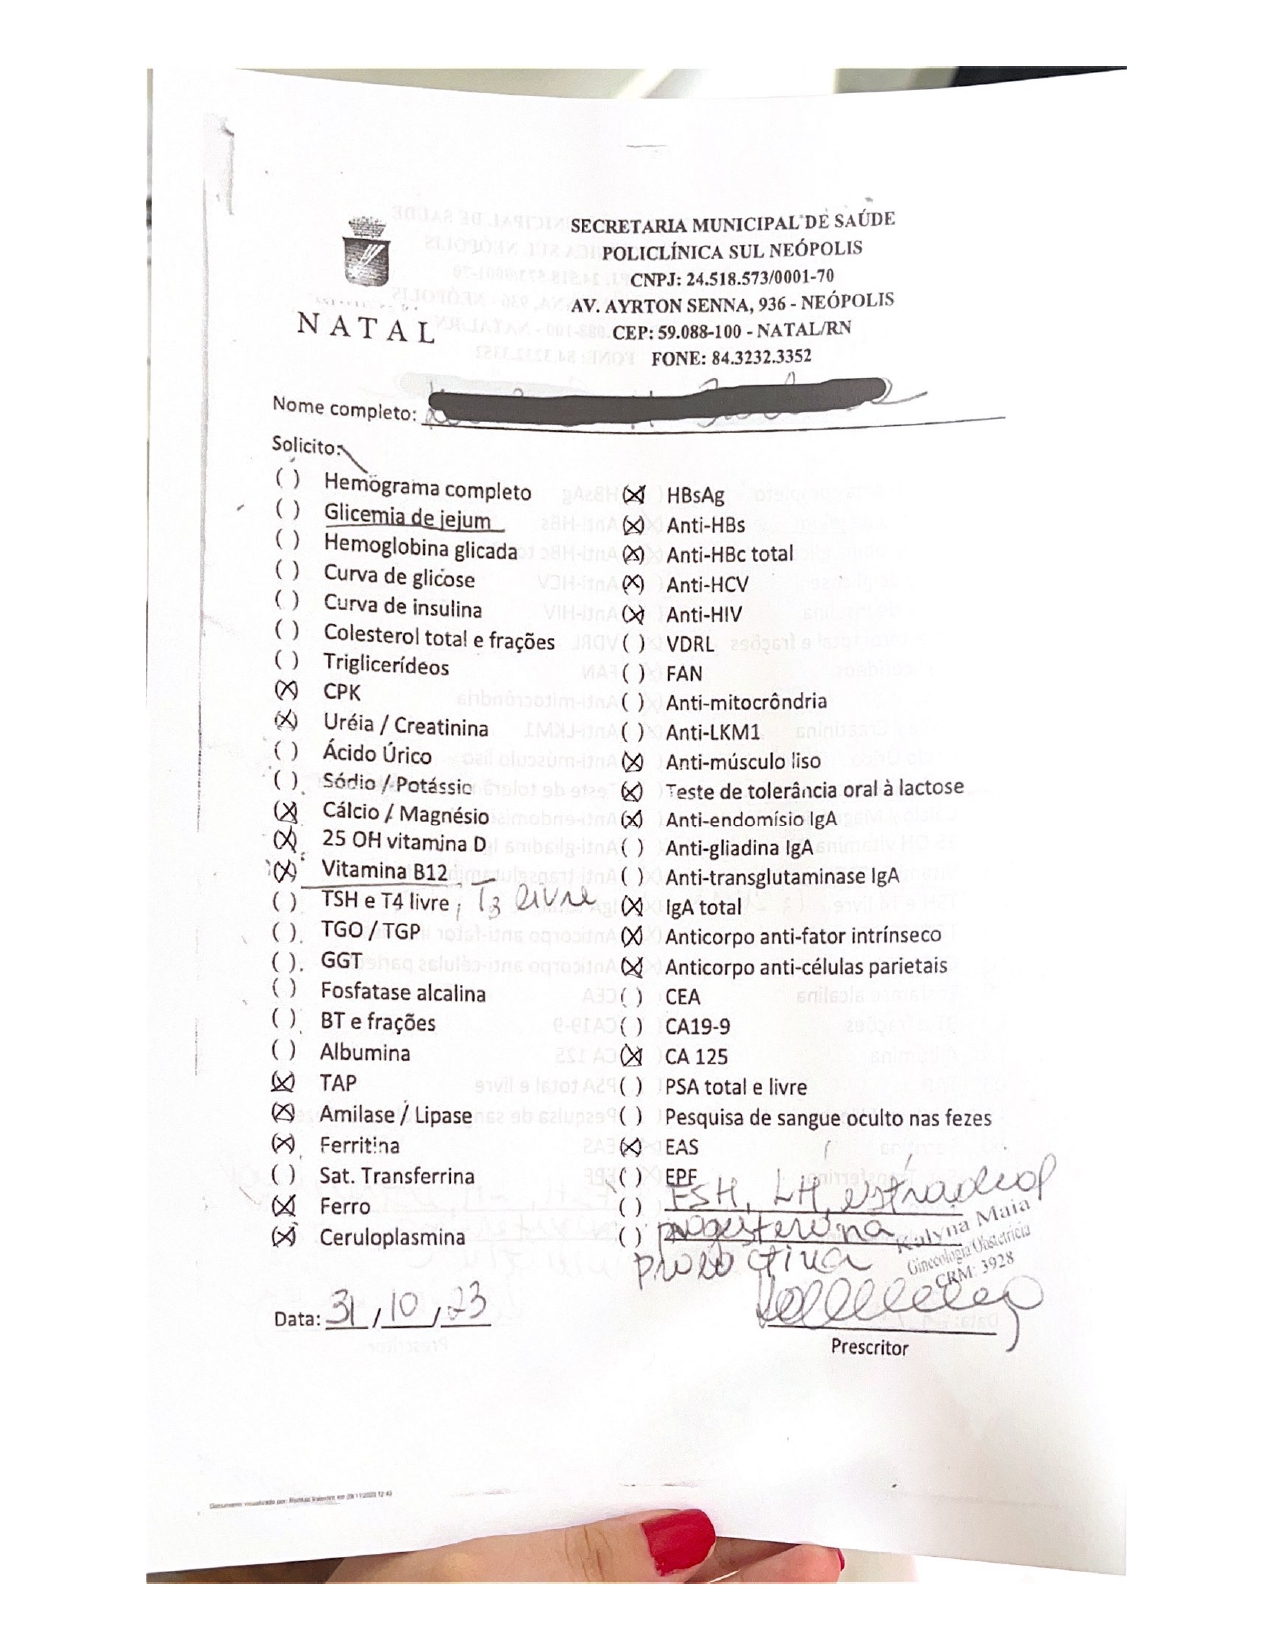 SECRETARIA MUNICIPAL DE SAÚDE
POLICLÍNICA SUL NEÓPOLIS
CNPJ: 24.518.573/0001-70
AV. AYRTON SENNA, 936 - NEÓPOLIS
CEP: 59.088-100 - NATAL/RN
FONE: 84.3232.3352
NATAL
Nome completo:
Solicito:
( ) Hemograma completo
( ) Glicemia de jejum
( ) Hemoglobina glicada
( ) Curva de glicose
( ) Curva de insulina
( ) Colesterol total e frações
( ) Triglicerídeos
(X) CPK
(X) Uréia / Creatinina
( ) Ácido Úrico
( ) Sódio / Potássio
(X) Cálcio / Magnésio
(X) 25 OH vitamina D
(X) Vitamina B12
( ) TSH e T4 livre, T3 livre
( ) TGO / TGP
( ) GGT
( ) Fosfatase alcalina
( ) BT e frações
( ) Albumina
(X) TAP
(X) Amilase / Lipase
(X) Ferritina
( ) Sat. Transferrina
(X) Ferro
(X) Ceruloplasmina
(X) HBsAg
(X) Anti-HBs
(X) Anti-HBc total
(X) Anti-HCV
(X) Anti-HIV
( ) VDRL
( ) FAN
( ) Anti-mitocrôndria
( ) Anti-LKM1
(X) Anti-músculo liso
(X) Teste de tolerância oral à lactose
(X) Anti-endomísio IgA
( ) Anti-gliadina IgA
( ) Anti-transglutaminase IgA
(X) IgA total
(X) Anticorpo anti-fator intrínseco
(X) Anticorpo anti-células parietais
( ) CEA
( ) CA19-9
(X) CA 125
( ) PSA total e livre
( ) Pesquisa de sangue oculto nas fezes
(X) EAS
( ) EPF
( ) FSH, LH, estradiol
( ) progesterona
prolactina
Kalyna Maia
Ginecologia Obstetrícia
CRM: 3928
Data: 31/10/23
Prescritor